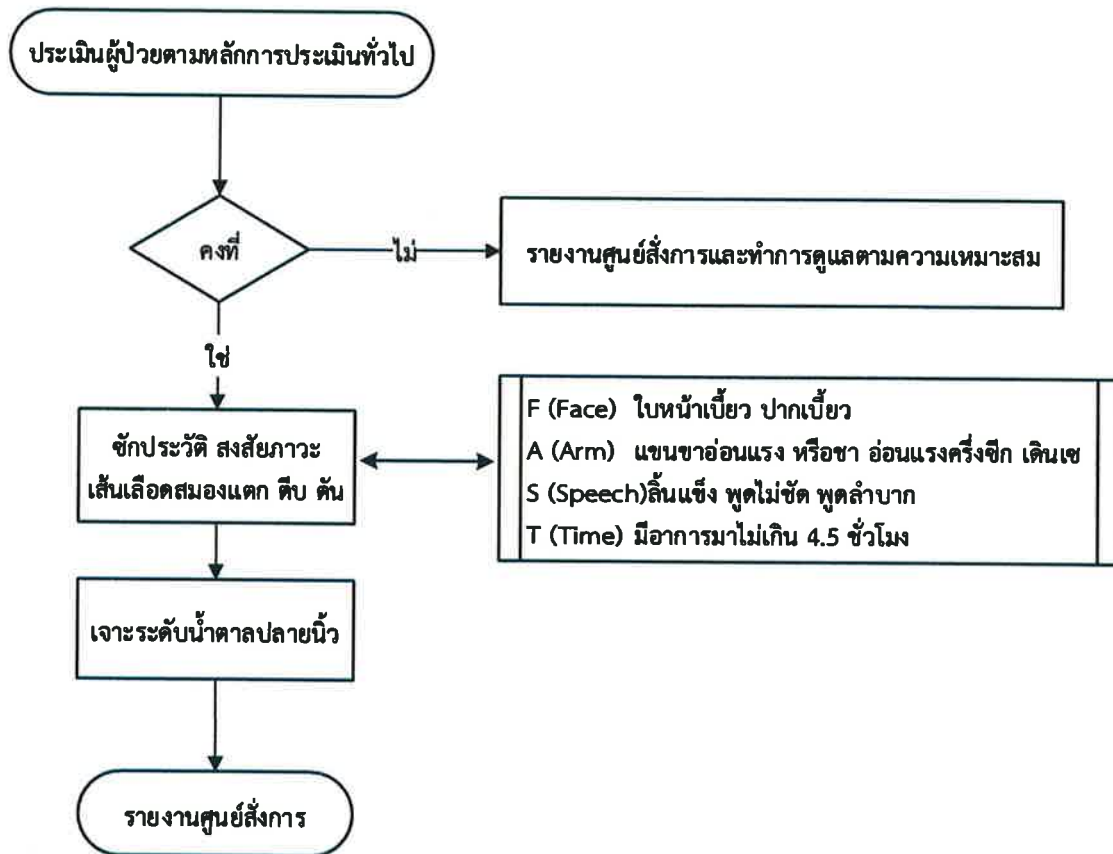 ประเมินผู้ป่วยตามหลักการประเมินทั่วไป
คงที่
ไม่
รายงานศูนย์สั่งการและทำการดูแลตามความเหมาะสม
ใช่
ซักประวัติ สงสัยภาวะ
เส้นเลือดสมองแตก ตีบ ตัน
F (Face) ใบหน้าเบี้ยว ปากเบี้ยว
A (Arm) แขนขาอ่อนแรง หรือชา อ่อนแรงครึ่งซีก เดินเซ
S (Speech)ลิ้นแข็ง พูดไม่ชัด พูดลำบาก
T (Time) มีอาการมาไม่เกิน 4.5 ชั่วโมง
เจาะระดับน้ำตาลปลายนิ้ว
รายงานศูนย์สั่งการ